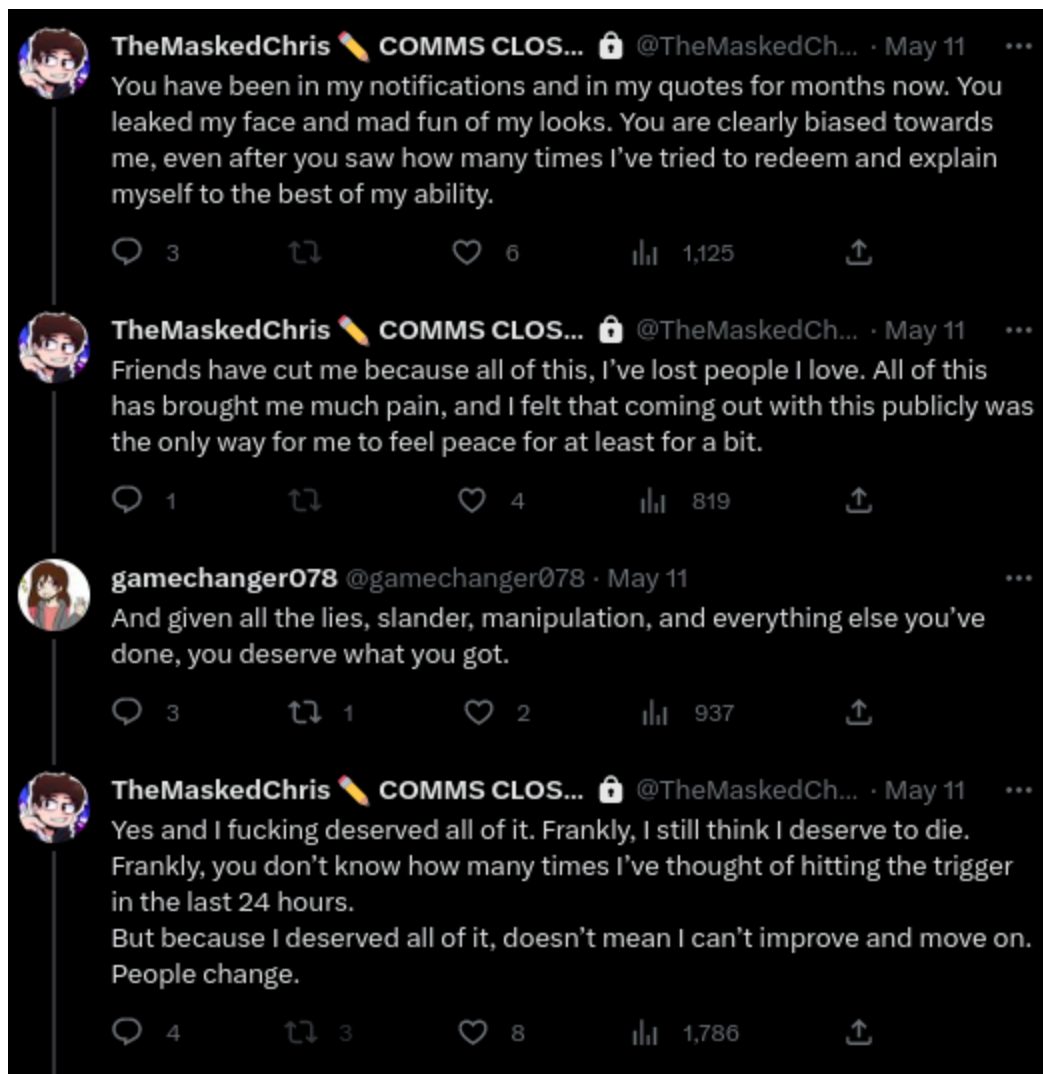 TheMaskedChris ✏️ COMMS CLOS... 🔒 @TheMaskedCh... · May 11 ...
You have been in my notifications and in my quotes for months now. You
leaked my face and mad fun of my looks. You are clearly biased towards
me, even after you saw how many times I’ve tried to redeem and explain
myself to the best of my ability.
3 6 1,125
TheMaskedChris ✏️ COMMS CLOS... 🔒 @TheMaskedCh... · May 11 ...
Friends have cut me because all of this, I’ve lost people I love. All of this
has brought me much pain, and I felt that coming out with this publicly was
the only way for me to feel peace for at least for a bit.
1 4 819
gamechanger078 @gamechanger078 · May 11 ...
And given all the lies, slander, manipulation, and everything else you’ve
done, you deserve what you got.
3 1 2 937
TheMaskedChris ✏️ COMMS CLOS... 🔒 @TheMaskedCh... · May 11 ...
Yes and I fucking deserved all of it. Frankly, I still think I deserve to die.
Frankly, you don’t know how many times I’ve thought of hitting the trigger
in the last 24 hours.
But because I deserved all of it, doesn’t mean I can’t improve and move on.
People change.
4 3 8 1,786